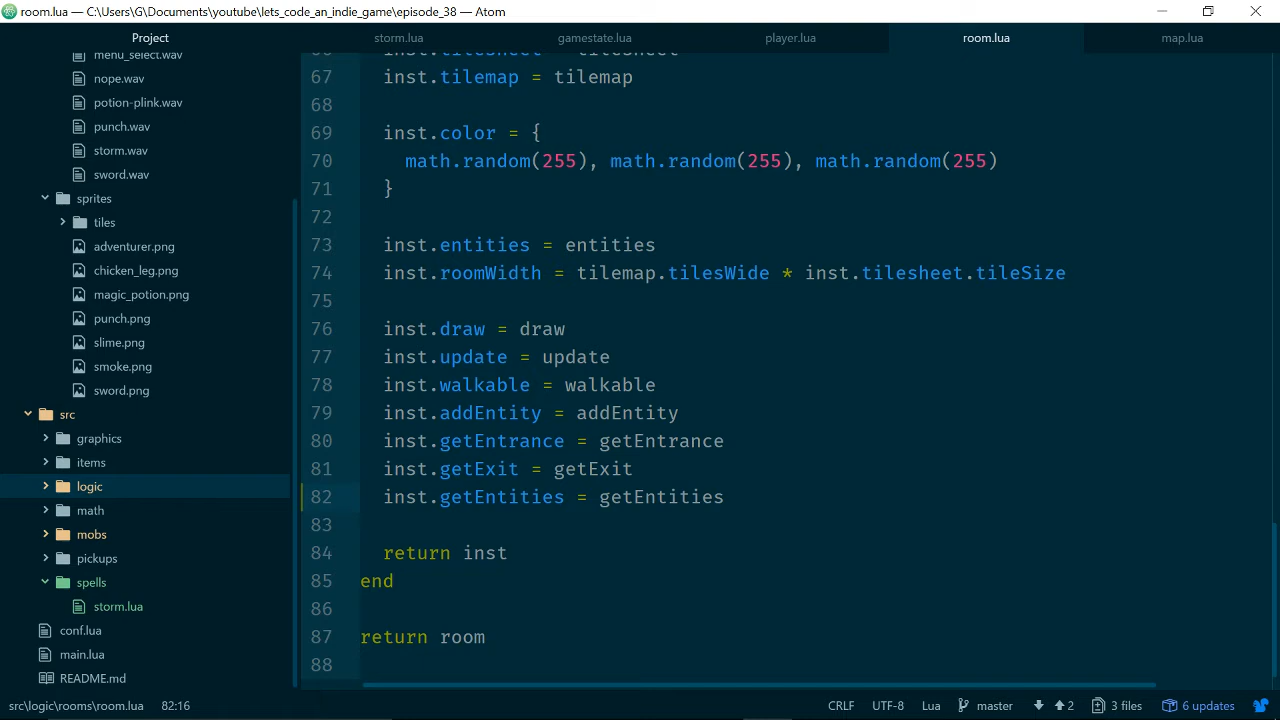 room.lua — C:\Users\G\Documents\youtube\lets_code_an_indie_game\episode_38 — Atom
Project
storm.lua
gamestate.lua
player.lua
room.lua
map.lua
menu_select.wav
nope.wav
potion-plink.wav
punch.wav
storm.wav
sword.wav
sprites
tiles
adventurer.png
chicken_leg.png
magic_potion.png
punch.png
slime.png
smoke.png
sword.png
src
graphics
items
logic
math
mobs
pickups
spells
storm.lua
conf.lua
main.lua
README.md
66 inst.tilesheet = tilesheet
67 inst.tilemap = tilemap
68
69 inst.color = {
70 math.random(255), math.random(255), math.random(255)
71 }
72
73 inst.entities = entities
74 inst.roomWidth = tilemap.tilesWide * inst.tilesheet.tileSize
75
76 inst.draw = draw
77 inst.update = update
78 inst.walkable = walkable
79 inst.addEntity = addEntity
80 inst.getEntrance = getEntrance
81 inst.getExit = getExit
82 inst.getEntities = getEntities
83
84 return inst
85 end
86
87 return room
88
src\logic\rooms\room.lua 82:16
CRLF UTF-8 Lua master 2 3 files 6 updates